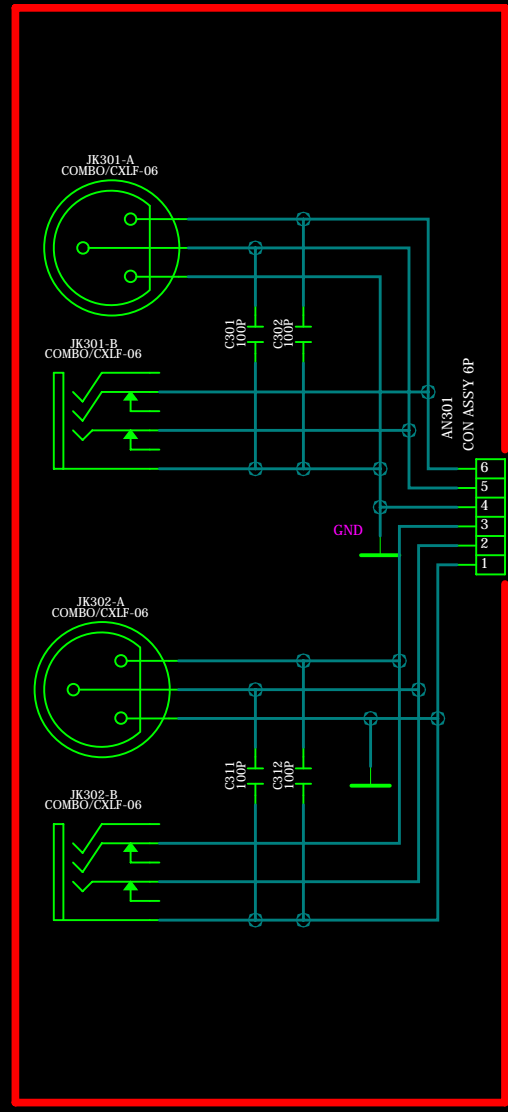 JK301-A
COMBO/CXLF-06
C301
100P
C302
100P
JK301-B
COMBO/CXLF-06
AN301
CON ASS'Y 6P
6
5
4
3
2
1
GND
JK302-A
COMBO/CXLF-06
C311
100P
C312
100P
JK302-B
COMBO/CXLF-06